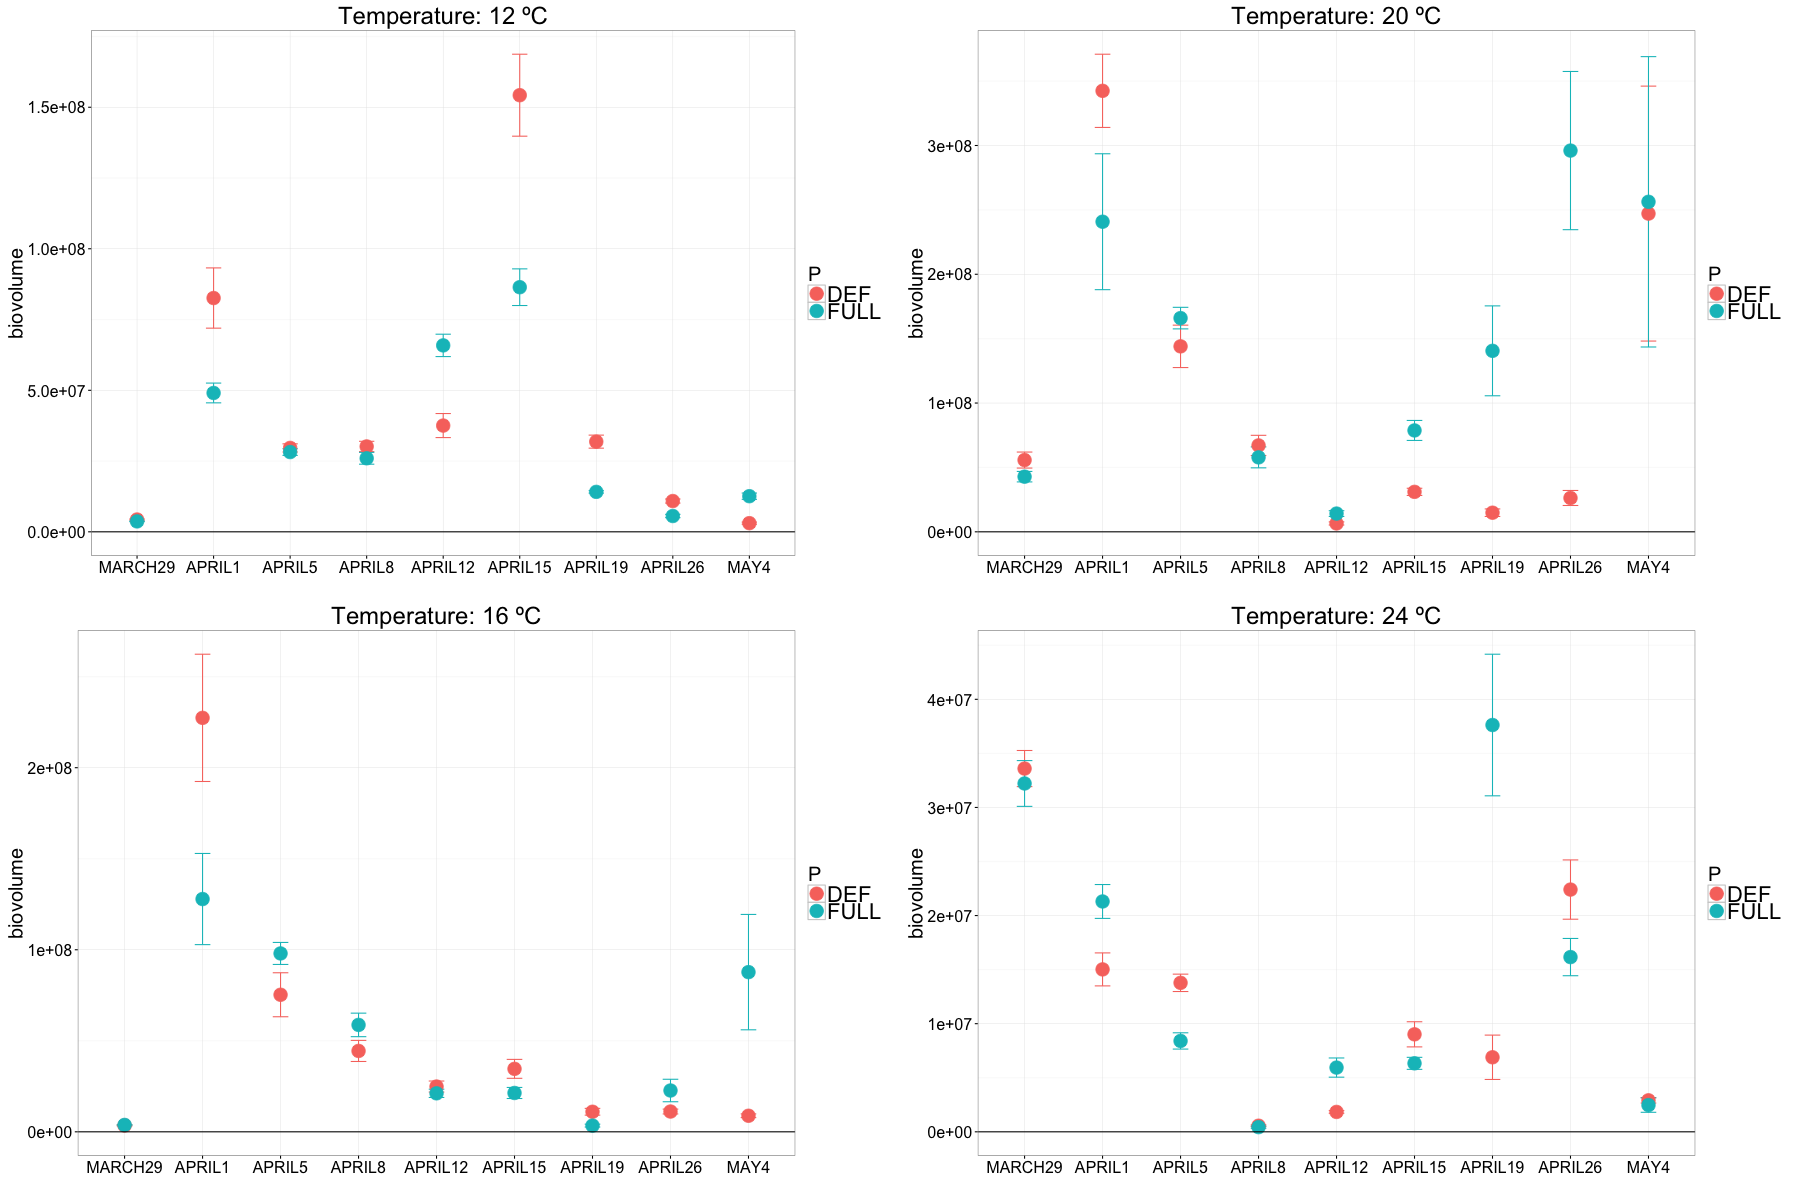 Temperature: 12 ºC
biovolume
1.5e+08
1.0e+08
5.0e+07
0.0e+00
MARCH29 APRIL1 APRIL5 APRIL8 APRIL12 APRIL15 APRIL19 APRIL26 MAY4
P
DEF
FULL
Temperature: 20 ºC
biovolume
3e+08
2e+08
1e+08
0e+00
MARCH29 APRIL1 APRIL5 APRIL8 APRIL12 APRIL15 APRIL19 APRIL26 MAY4
P
DEF
FULL
Temperature: 16 ºC
biovolume
2e+08
1e+08
0e+00
MARCH29 APRIL1 APRIL5 APRIL8 APRIL12 APRIL15 APRIL19 APRIL26 MAY4
P
DEF
FULL
Temperature: 24 ºC
biovolume
4e+07
3e+07
2e+07
1e+07
0e+00
MARCH29 APRIL1 APRIL5 APRIL8 APRIL12 APRIL15 APRIL19 APRIL26 MAY4
P
DEF
FULL